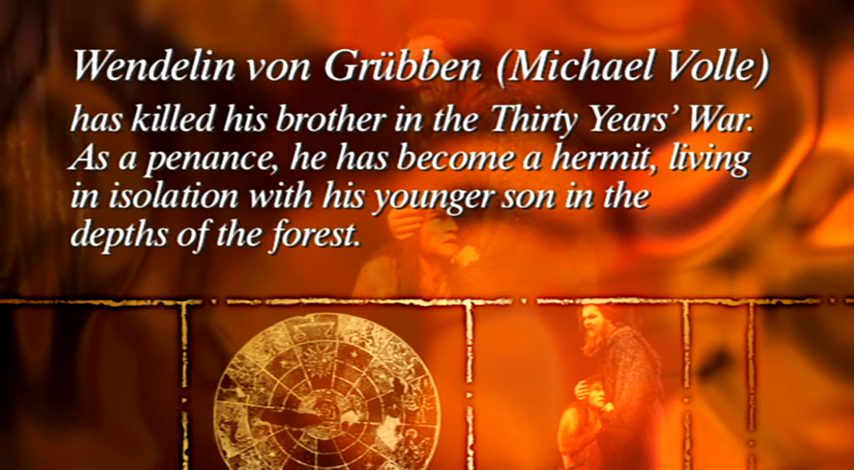 Wendelin von Grübben (Michael Volle)
has killed his brother in the Thirty Years’ War.
As a penance, he has become a hermit, living
in isolation with his younger son in the
depths of the forest.